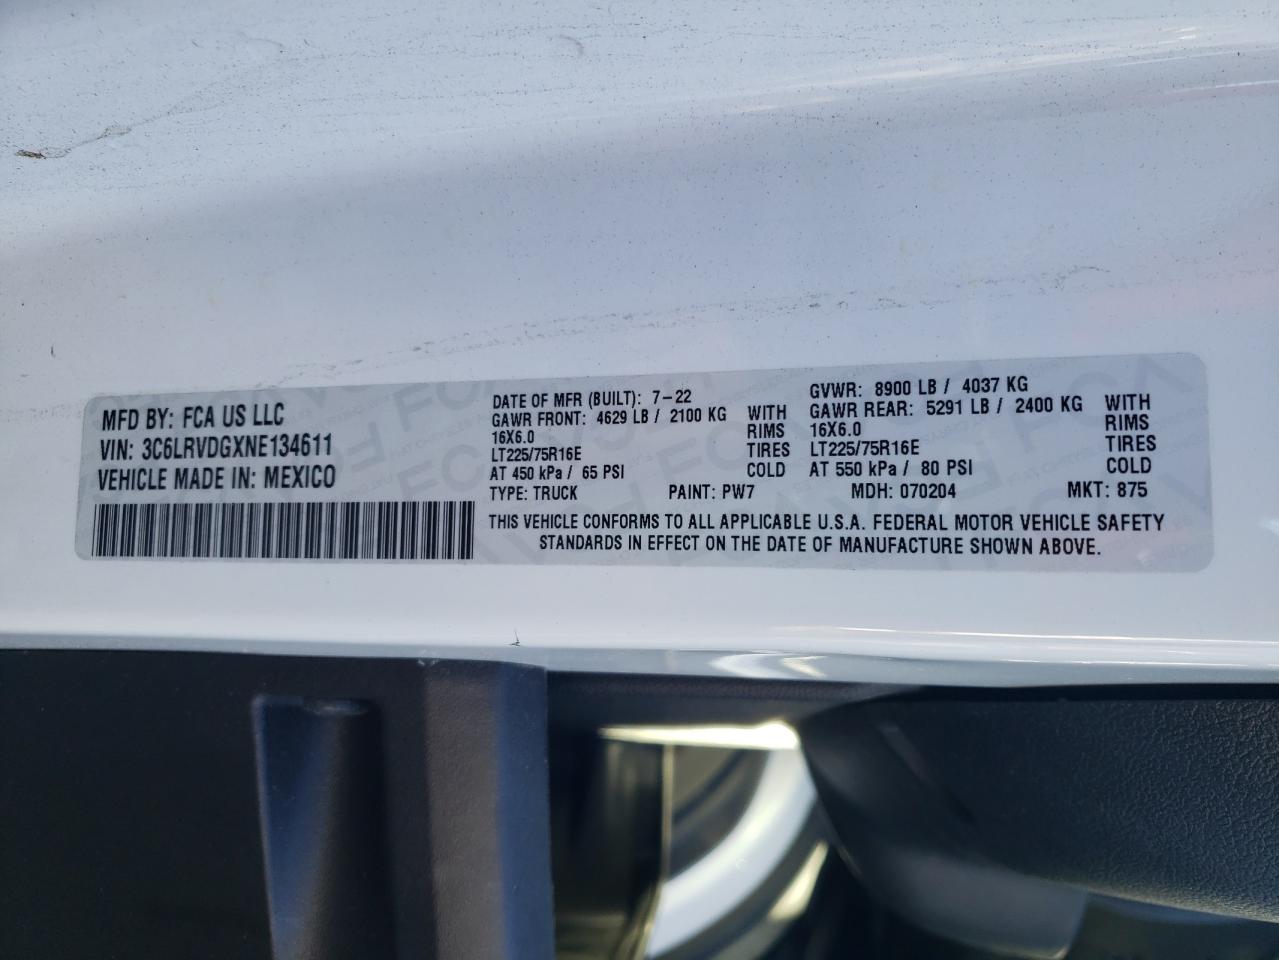 MFD BY: FCA US LLC
VIN: 3C6LRVDGXNE134611
VEHICLE MADE IN: MEXICO
DATE OF MFR (BUILT): 7-22
GAWR FRONT: 4629 LB / 2100 KG WITH
16X6.0 RIMS
LT225/75R16E TIRES
AT 450 kPa / 65 PSI COLD
GVWR: 8900 LB / 4037 KG
GAWR REAR: 5291 LB / 2400 KG WITH
16X6.0 RIMS
LT225/75R16E TIRES
AT 550 kPa / 80 PSI COLD
TYPE: TRUCK PAINT: PW7 MDH: 070204 MKT: 875
THIS VEHICLE CONFORMS TO ALL APPLICABLE U.S.A. FEDERAL MOTOR VEHICLE SAFETY
STANDARDS IN EFFECT ON THE DATE OF MANUFACTURE SHOWN ABOVE.